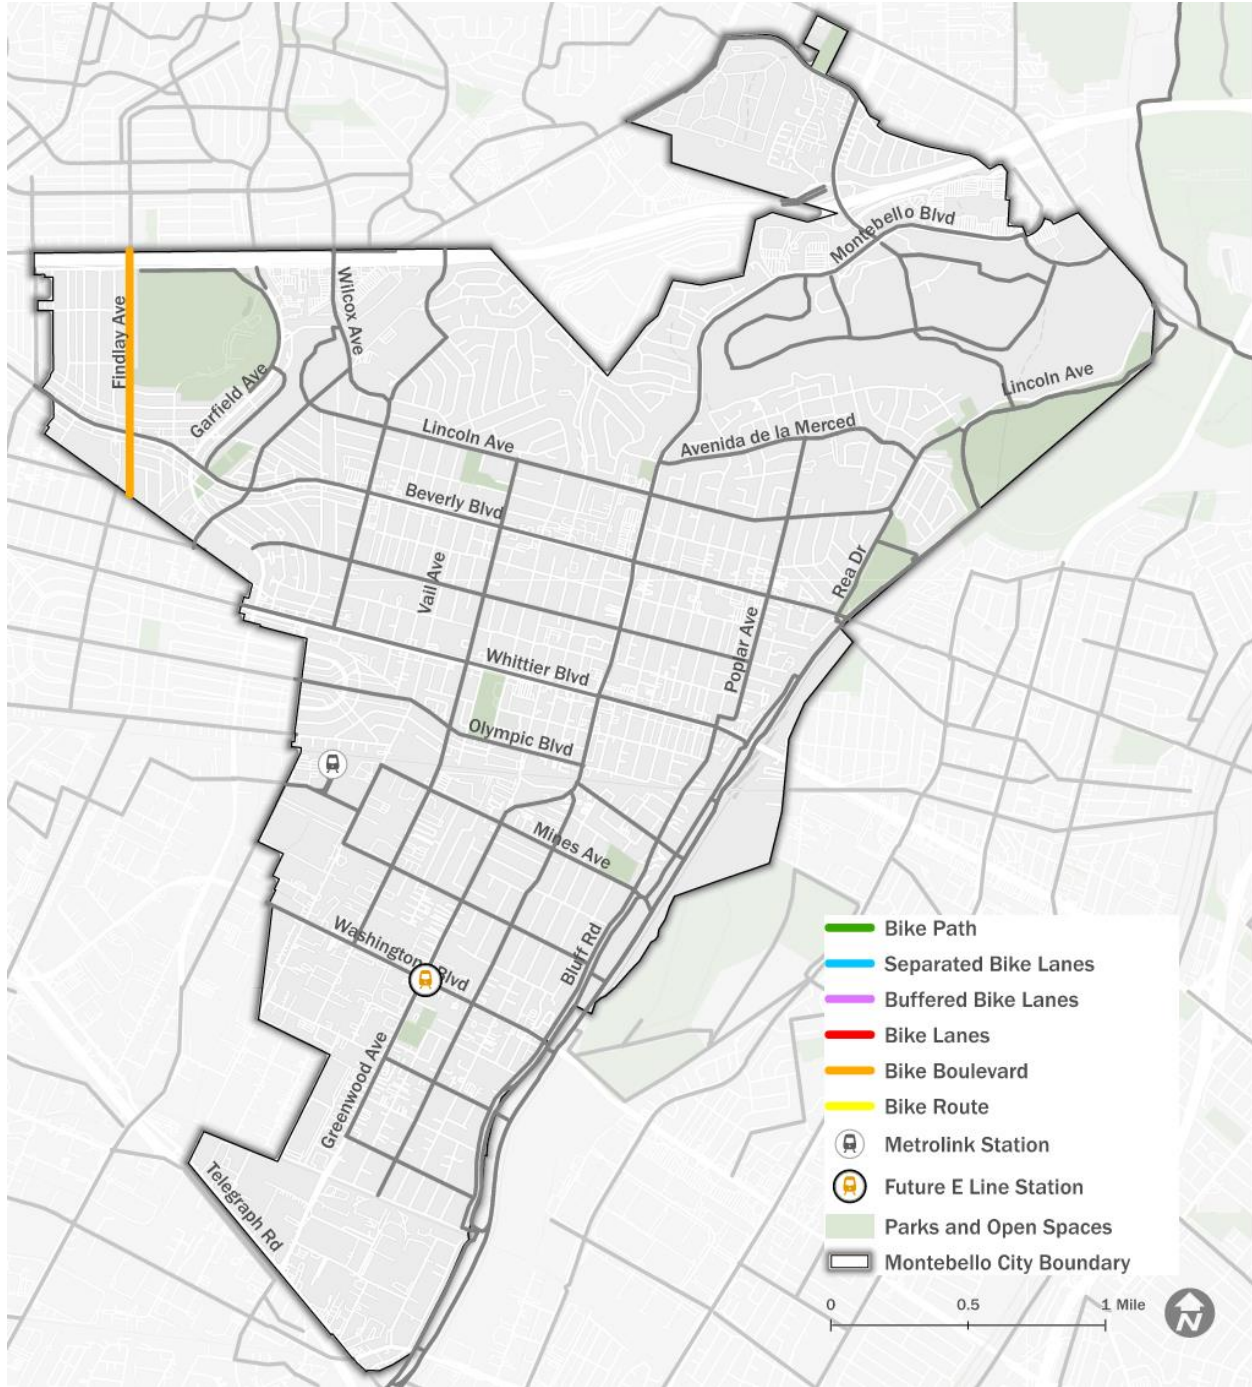 Montebello Blvd
Wilcox Ave
Findlay Ave
Garfield Ave
Lincoln Ave
Lincoln Ave
Avenida de la Merced
Beverly Blvd
Vail Ave
Rea Dr
Poplar Ave
Whittier Blvd
Olympic Blvd
Mines Ave
Washington Blvd
Bluff Rd
Greenwood Ave
Telegraph Rd
Bike Path
Separated Bike Lanes
Buffered Bike Lanes
Bike Lanes
Bike Boulevard
Bike Route
Metrolink Station
Future E Line Station
Parks and Open Spaces
Montebello City Boundary
0 0.5 1 Mile
N